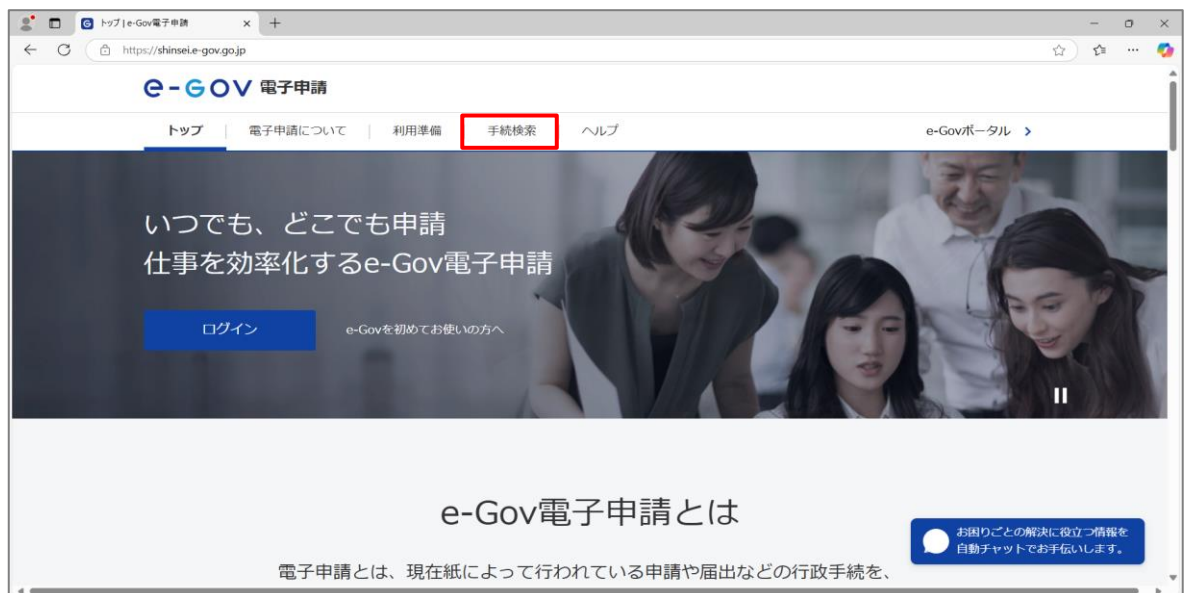 トップ | e-Gov電子申請
https://shinsei.e-gov.go.jp
e-GOV 電子申請
トップ
電子申請について
利用準備
手続検索
ヘルプ
e-Govポータル
いつでも、どこでも申請
仕事を効率化するe-Gov電子申請
ログイン
e-Govを初めてお使いの方へ
e-Gov電子申請とは
お困りごとの解決に役立つ情報を
自動チャットでお手伝いします。
電子申請とは、現在紙によって行われている申請や届出などの行政手続を、